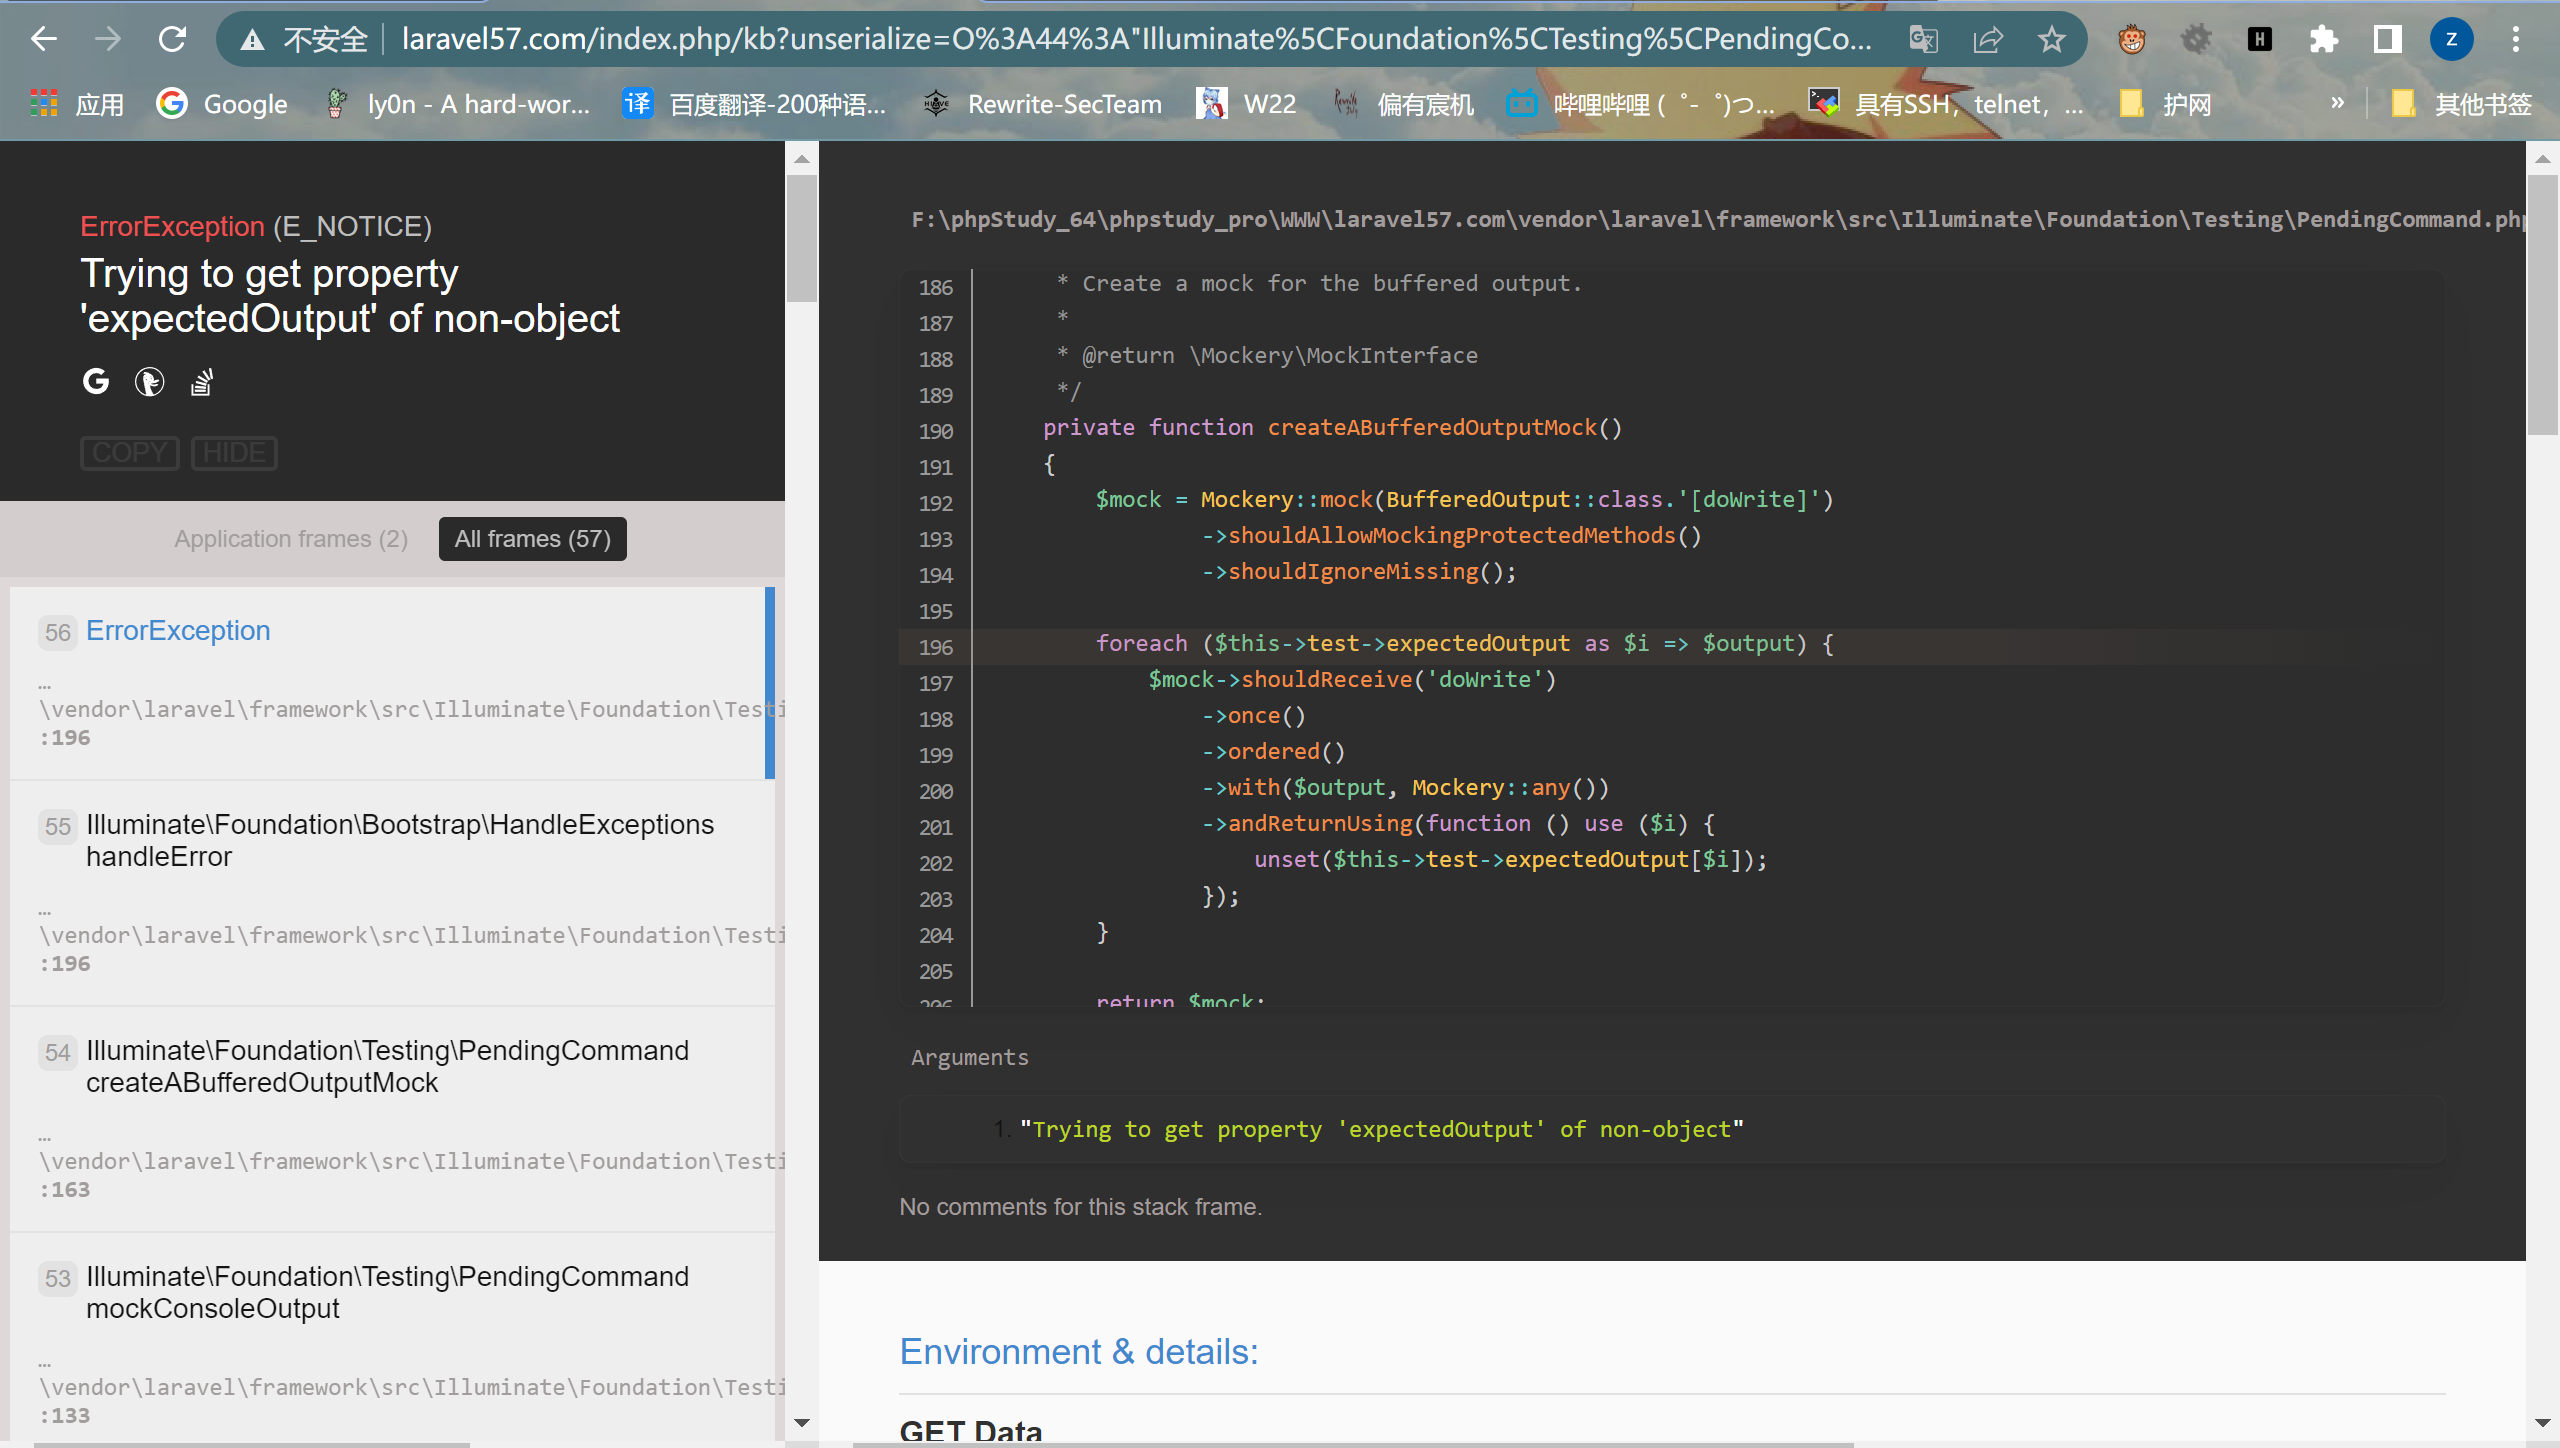 不安全 laravel57.com/index.php/kb?unserialize=O%3A44%3A"Illuminate%5CFoundation%5CTesting%5CPendingCo...
应用 Google ly0n - A hard-wor... 百度翻译-200种语... Rewrite-SecTeam W22 偏有宸机 哔哩哔哩 ( ゜- ゜)つ... 具有SSH，telnet，... 护网 » 其他书签
ErrorException (E_NOTICE)
Trying to get property
'expectedOutput' of non-object
COPY HIDE
Application frames (2) All frames (57)
56 ErrorException
…
\vendor\laravel\framework\src\Illuminate\Foundation\Testi
:196
55 Illuminate\Foundation\Bootstrap\HandleExceptions
handleError
…
\vendor\laravel\framework\src\Illuminate\Foundation\Testi
:196
54 Illuminate\Foundation\Testing\PendingCommand
createABufferedOutputMock
…
\vendor\laravel\framework\src\Illuminate\Foundation\Testi
:163
53 Illuminate\Foundation\Testing\PendingCommand
mockConsoleOutput
…
\vendor\laravel\framework\src\Illuminate\Foundation\Testi
:133
F:\phpStudy_64\phpstudy_pro\WWW\laravel57.com\vendor\laravel\framework\src\Illuminate\Foundation\Testing\PendingCommand.php
186 * Create a mock for the buffered output.
187 *
188 * @return \Mockery\MockInterface
189 */
190 private function createABufferedOutputMock()
191 {
192 $mock = Mockery::mock(BufferedOutput::class.'[doWrite]')
193 ->shouldAllowMockingProtectedMethods()
194 ->shouldIgnoreMissing();
195
196 foreach ($this->test->expectedOutput as $i => $output) {
197 $mock->shouldReceive('doWrite')
198 ->once()
199 ->ordered()
200 ->with($output, Mockery::any())
201 ->andReturnUsing(function () use ($i) {
202 unset($this->test->expectedOutput[$i]);
203 });
204 }
205
206 return $mock;
Arguments
1. "Trying to get property 'expectedOutput' of non-object"
No comments for this stack frame.
Environment & details:
GET Data